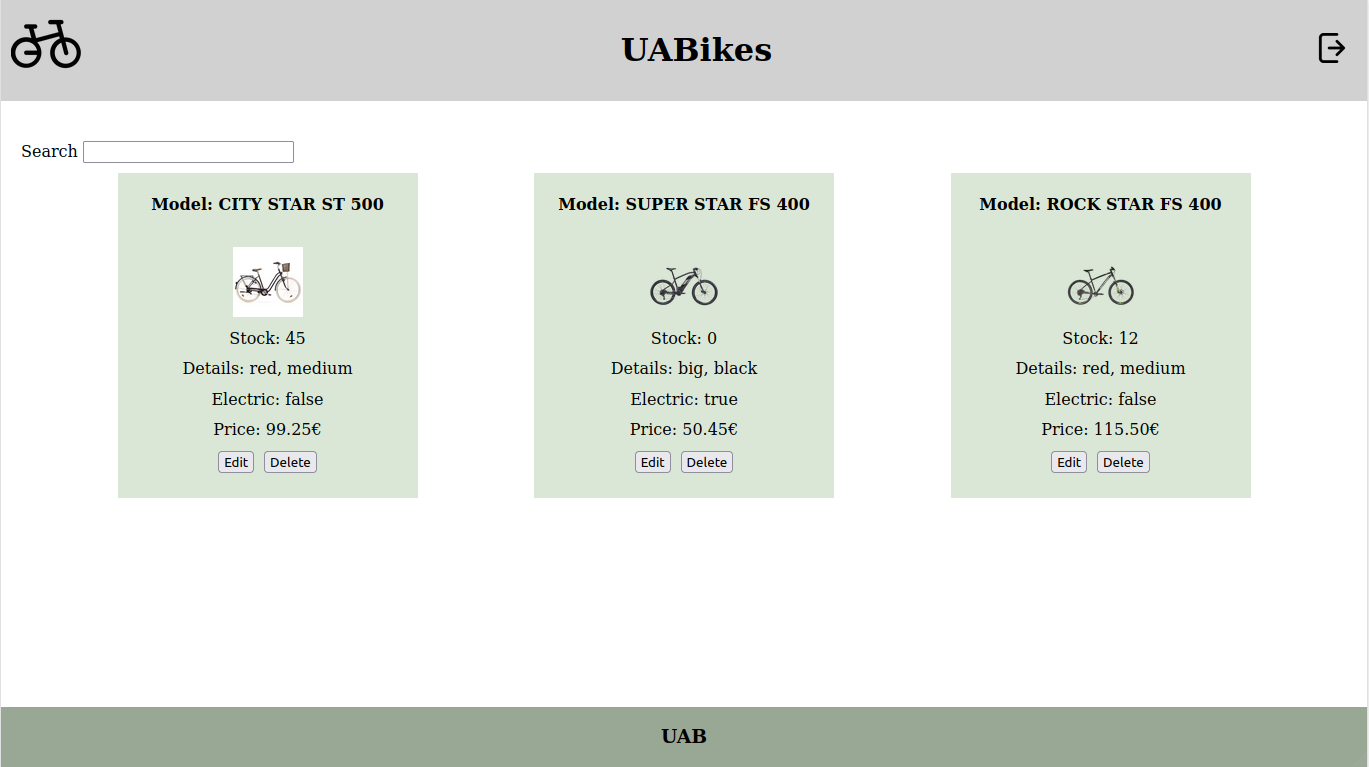 UABikes
Search
Model: CITY STAR ST 500
Stock: 45
Details: red, medium
Electric: false
Price: 99.25€
Edit Delete
Model: SUPER STAR FS 400
Stock: 0
Details: big, black
Electric: true
Price: 50.45€
Edit Delete
Model: ROCK STAR FS 400
Stock: 12
Details: red, medium
Electric: false
Price: 115.50€
Edit Delete
UAB